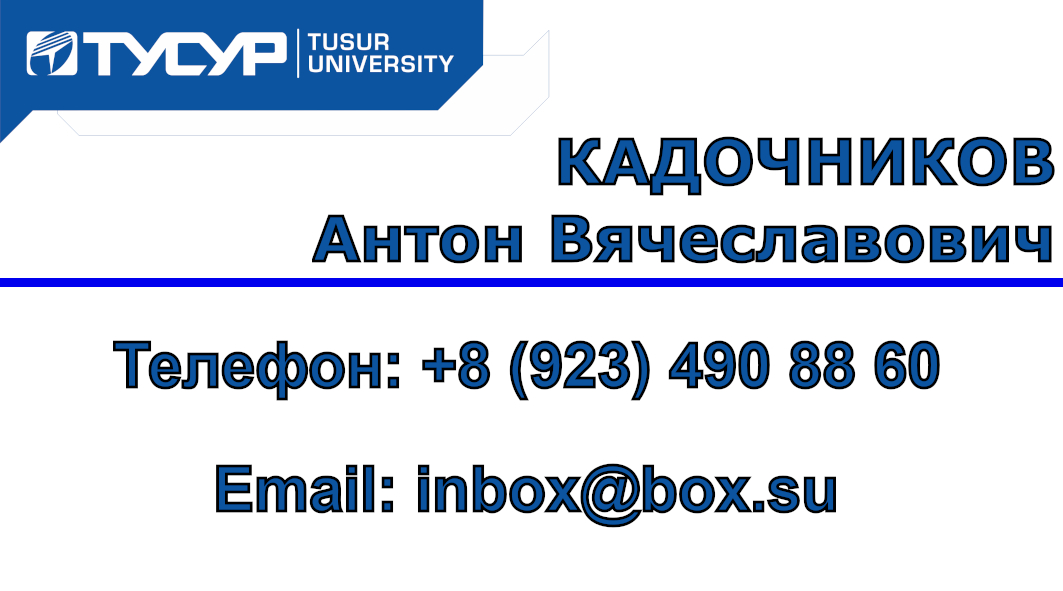 ТУСУР
TUSUR
UNIVERSITY
КАДОЧНИКОВ
Антон Вячеславович
Телефон: +8 (923) 490 88 60
Email: inbox@box.su